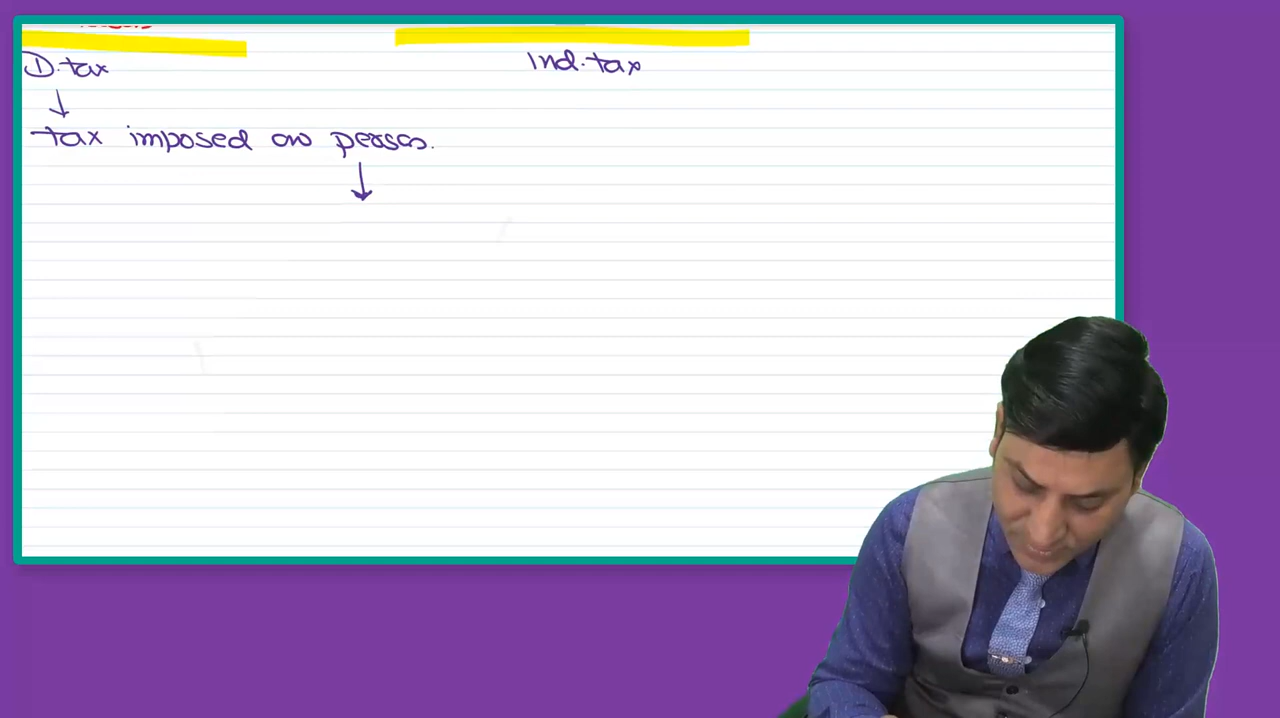 D.tax
Ind.tax
tax imposed on person.